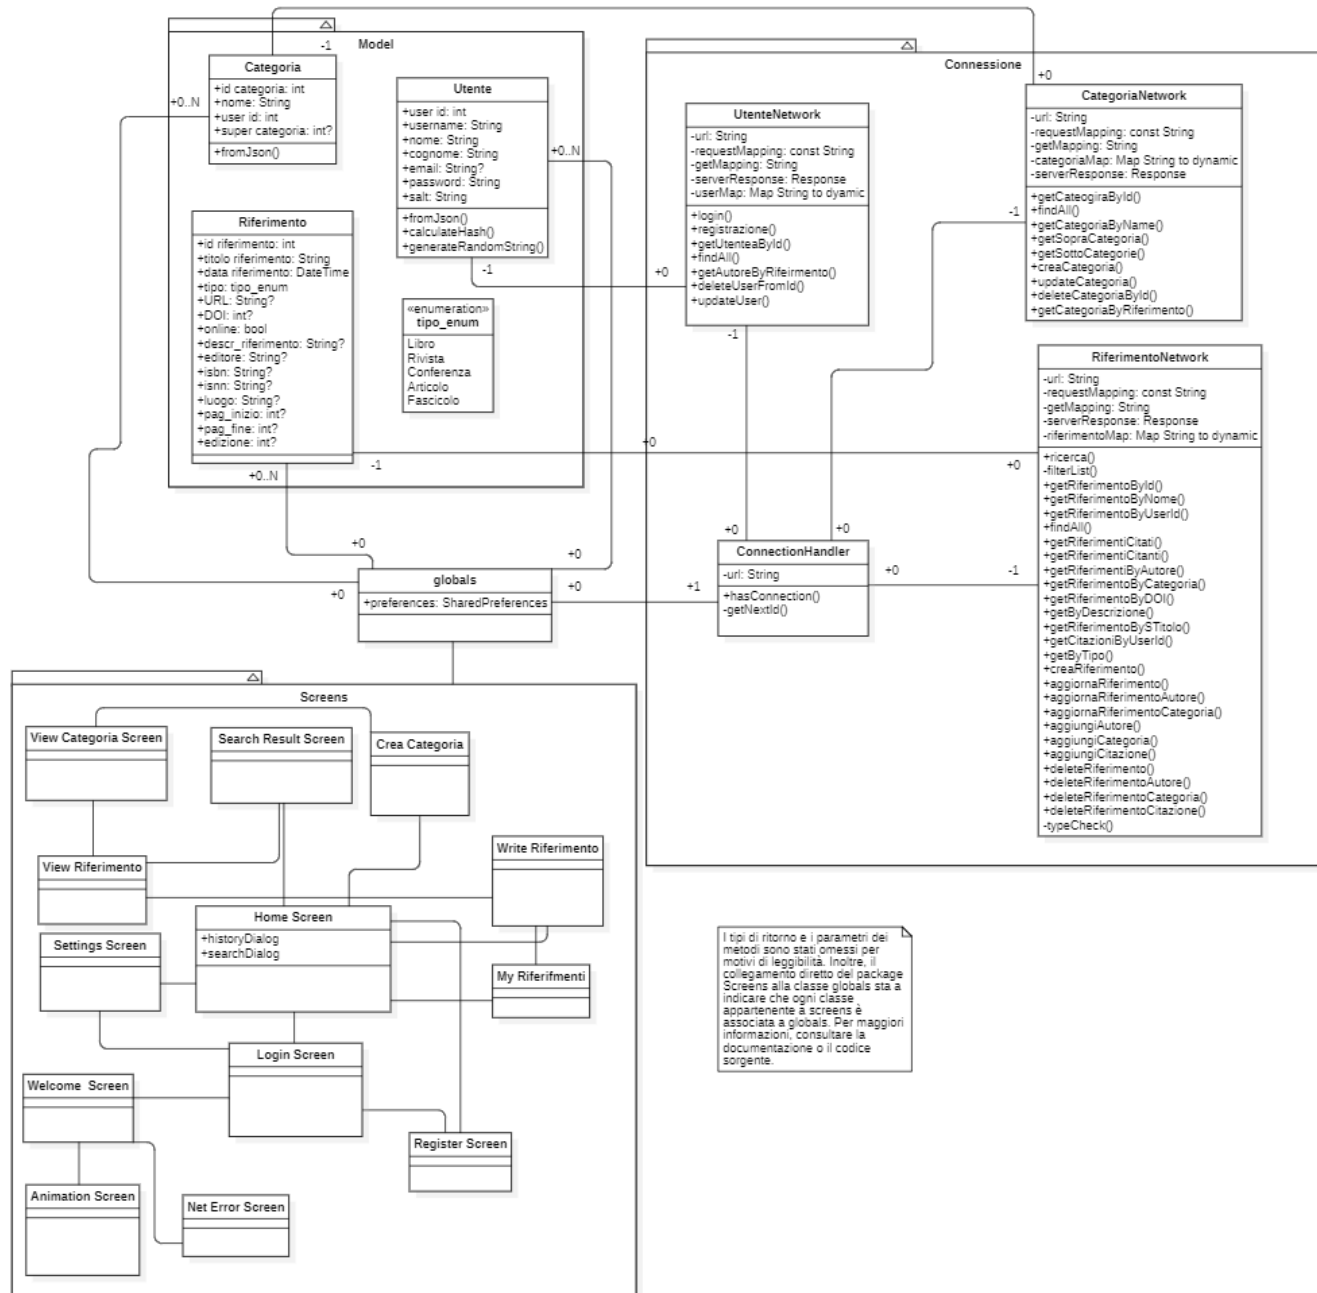 Model
-1
Categoria
+id categoria: int
+nome: String
+user id: int
+super categoria: int?
+fromJson()
+0..N
Utente
+user id: int
+username: String
+nome: String
+cognome: String
+email: String?
+password: String
+salt: String
+fromJson()
+calculateHash()
+generateRandomString()
+0..N
-1
Riferimento
+id riferimento: int
+titolo riferimento: String
+data riferimento: DateTime
+tipo: tipo_enum
+URL: String?
+DOI: int?
+online: bool
+descr_riferimento: String?
+editore: String?
+isbn: String?
+isnn: String?
+luogo: String?
+pag_inizio: int?
+pag_fine: int?
+edizione: int?
+0..N
-1
«enumeration»
tipo_enum
Libro
Rivista
Conferenza
Articolo
Fascicolo
Connessione
+0
UtenteNetwork
-url: String
-requestMapping: const String
-getMapping: String
-serverResponse: Response
-userMap: Map String to dyamic
+login()
+registrazione()
+getUtenteaById()
+findAll()
+getAutoreByRifeirmento()
+deleteUserFromId()
+updateUser()
+0
-1
CategoriaNetwork
-url: String
-requestMapping: const String
-getMapping: String
-categoriaMap: Map String to dynamic
-serverResponse: Response
+getCateogiraById()
+findAll()
+getCategoriaByName()
+getSopraCategoria()
+getSottoCategorie()
+creaCategoria()
+updateCategoria()
+deleteCategoriaById()
+getCategoriaByRiferimento()
-1
RiferimentoNetwork
-url: String
-requestMapping: const String
-getMapping: String
-serverResponse: Response
-riferimentoMap: Map String to dynamic
+ricerca()
-filterList()
+getRiferimentoById()
+getRiferimentoByNome()
+getRiferimentoByUserId()
+findAll()
+getRiferimentiCitati()
+getRiferimentiCitanti()
+getRiferimentiByAutore()
+getRiferimentoByCategoria()
+getRiferimentoByDOI()
+getByDescrizione()
+getRiferimentoBySTitolo()
+getCitazioniByUserId()
+getByTipo()
+creaRiferimento()
+aggiornaRiferimento()
+aggiornaRiferimentoAutore()
+aggiornaRiferimentoCategoria()
+aggiungiAutore()
+aggiungiCategoria()
+aggiungiCitazione()
+deleteRiferimento()
+deleteRiferimentoAutore()
+deleteRiferimentoCategoria()
+deleteRiferimentoCitazione()
-typeCheck()
+0
+0
+0
+0
ConnectionHandler
-url: String
+hasConnection()
-getNextId()
+0
-1
+1
+0
+0
+0
+0
globals
+preferences: SharedPreferences
Screens
View Categoria Screen
Search Result Screen
Crea Categoria
View Riferimento
Write Riferimento
Home Screen
+historyDialog
+searchDialog
Settings Screen
My Riferifmenti
Login Screen
Welcome Screen
Register Screen
Animation Screen
Net Error Screen
I tipi di ritorno e i parametri dei
metodi sono stati omessi per
motivi di leggibilità. Inoltre, il
collegamento diretto del package
Screens alla classe globals sta a
indicare che ogni classe
appartenente a screens è
associata a globals. Per maggiori
informazioni, consultare la
documentazione o il codice
sorgente.